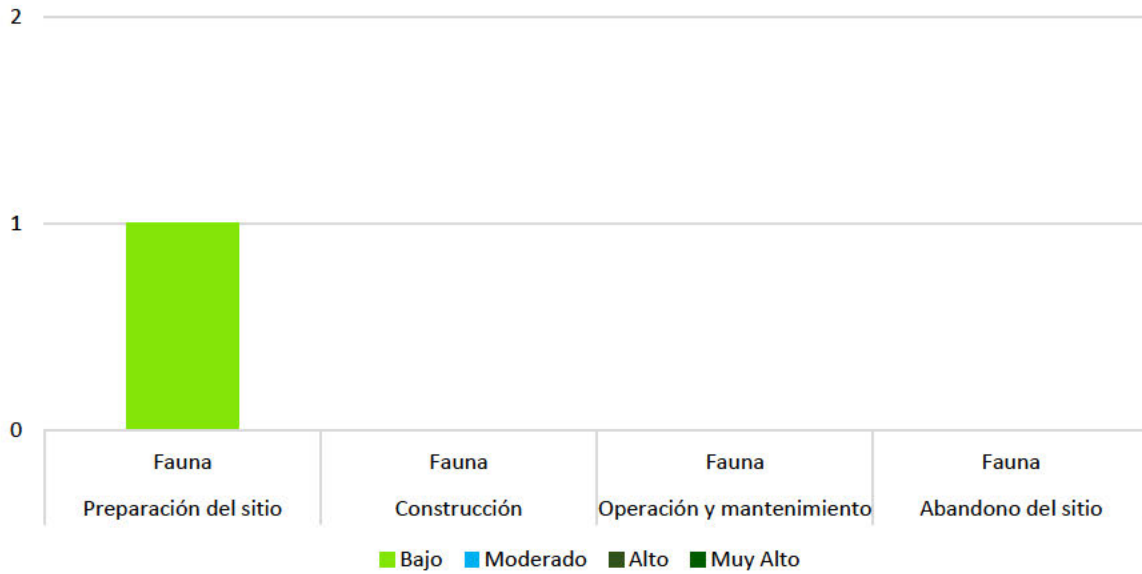 2
1
0
Fauna Fauna Fauna Fauna
Preparación del sitio Construcción Operación y mantenimiento Abandono del sitio
Bajo Moderado Alto Muy Alto